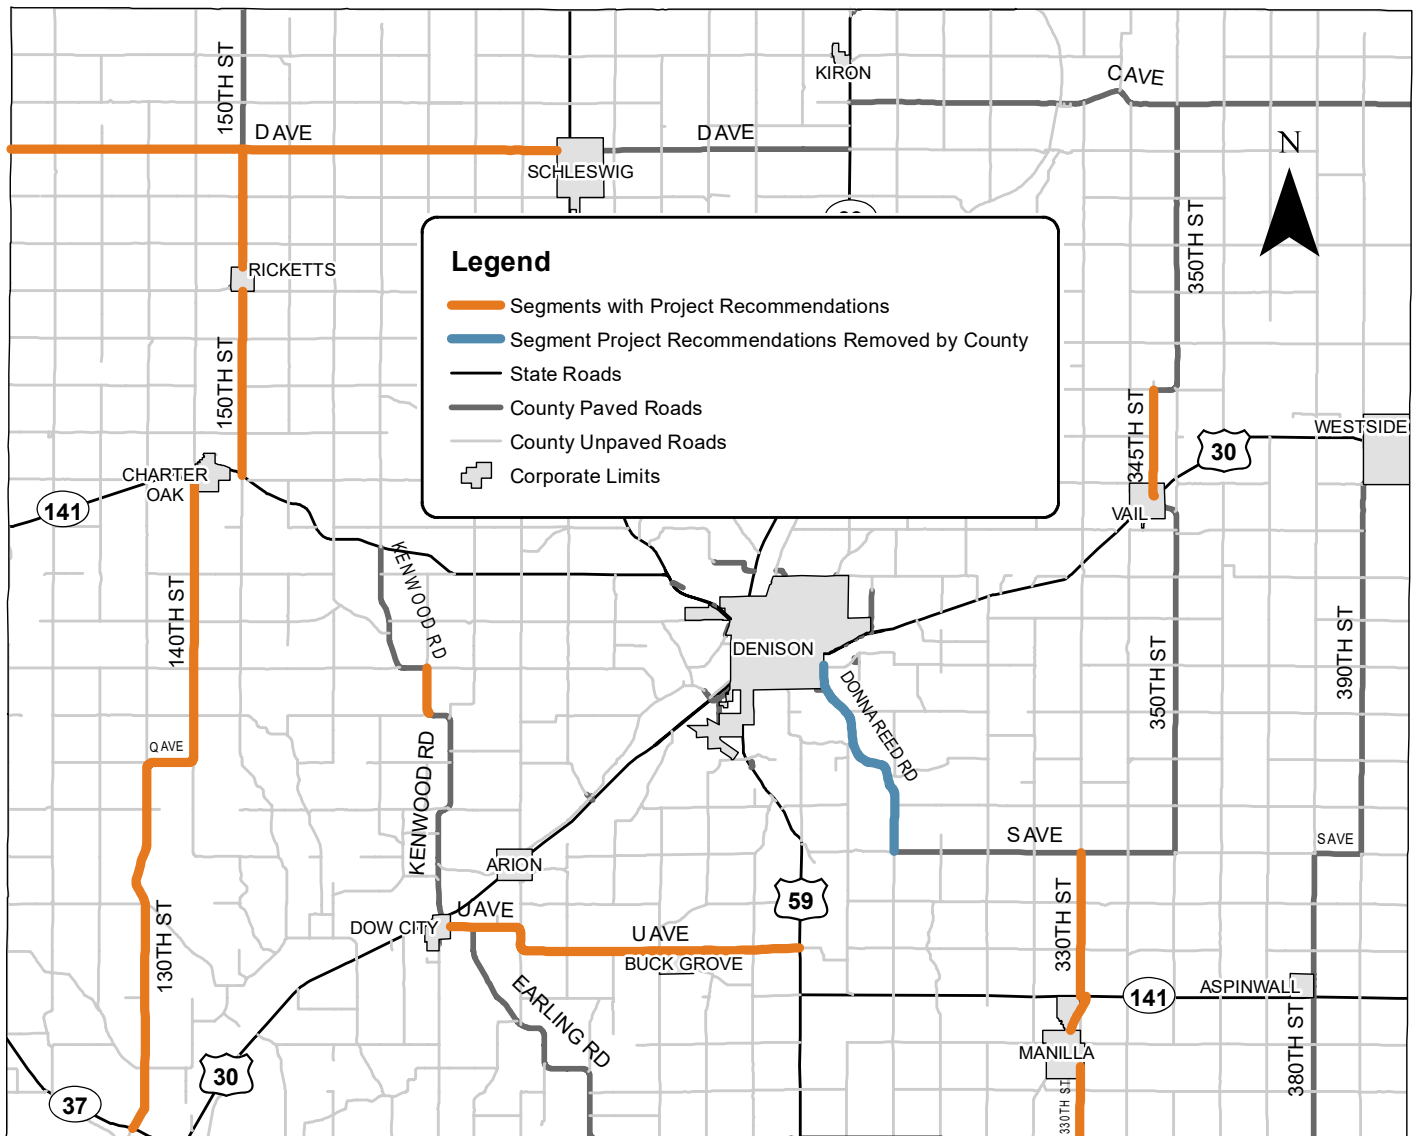 KIRON
C AVE
150TH ST
D AVE
D AVE
N
SCHLESWIG
350TH ST
Legend
RICKETTS
Segments with Project Recommendations
Segment Project Recommendations Removed by County
State Roads
County Paved Roads
County Unpaved Roads
Corporate Limits
150TH ST
345TH ST
WESTSIDE
30
CHARTER
OAK
141
VAIL
KENWOOD RD
140TH ST
DENISON
390TH ST
350TH ST
DONNA REED RD
Q AVE
KENWOOD RD
S AVE
S AVE
ARION
59
U AVE
DOW CITY
U AVE
330TH ST
130TH ST
BUCK GROVE
141
ASPINWALL
EARLING RD
MANILLA
380TH ST
30
37
330TH ST